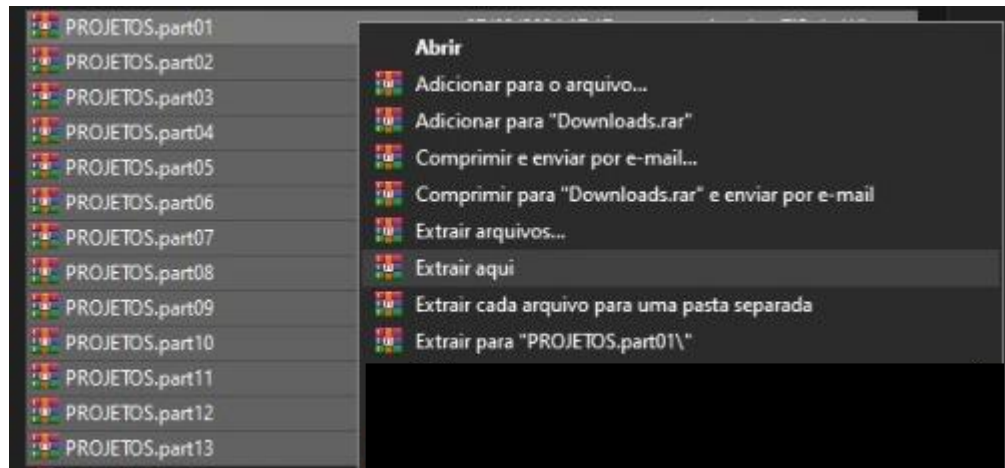 PROJETOS.part01
PROJETOS.part02
PROJETOS.part03
PROJETOS.part04
PROJETOS.part05
PROJETOS.part06
PROJETOS.part07
PROJETOS.part08
PROJETOS.part09
PROJETOS.part10
PROJETOS.part11
PROJETOS.part12
PROJETOS.part13
Abrir
Adicionar para o arquivo...
Adicionar para "Downloads.rar"
Comprimir e enviar por e-mail...
Comprimir para "Downloads.rar" e enviar por e-mail
Extrair arquivos...
Extrair aqui
Extrair cada arquivo para uma pasta separada
Extrair para "PROJETOS.part01\"